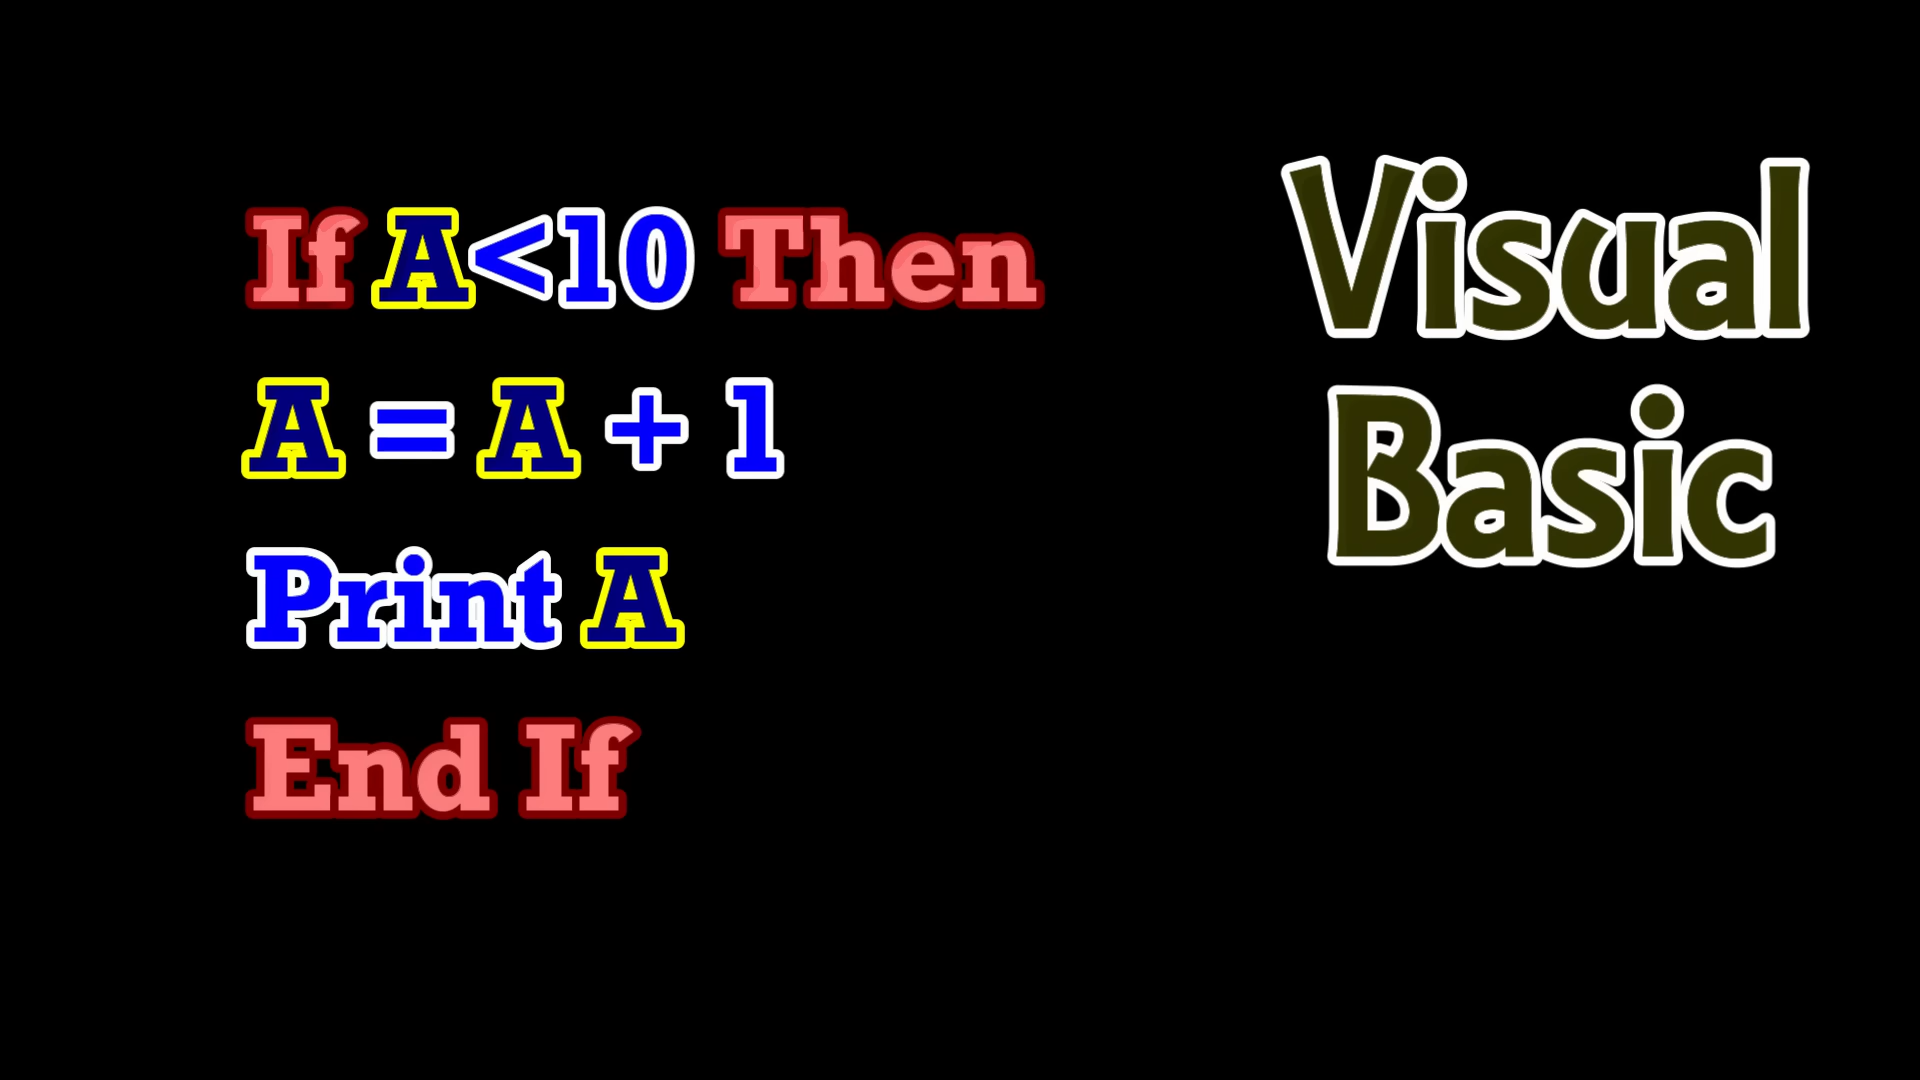 If A<10 Then
A = A + 1
Print A
End If
Visual
Basic